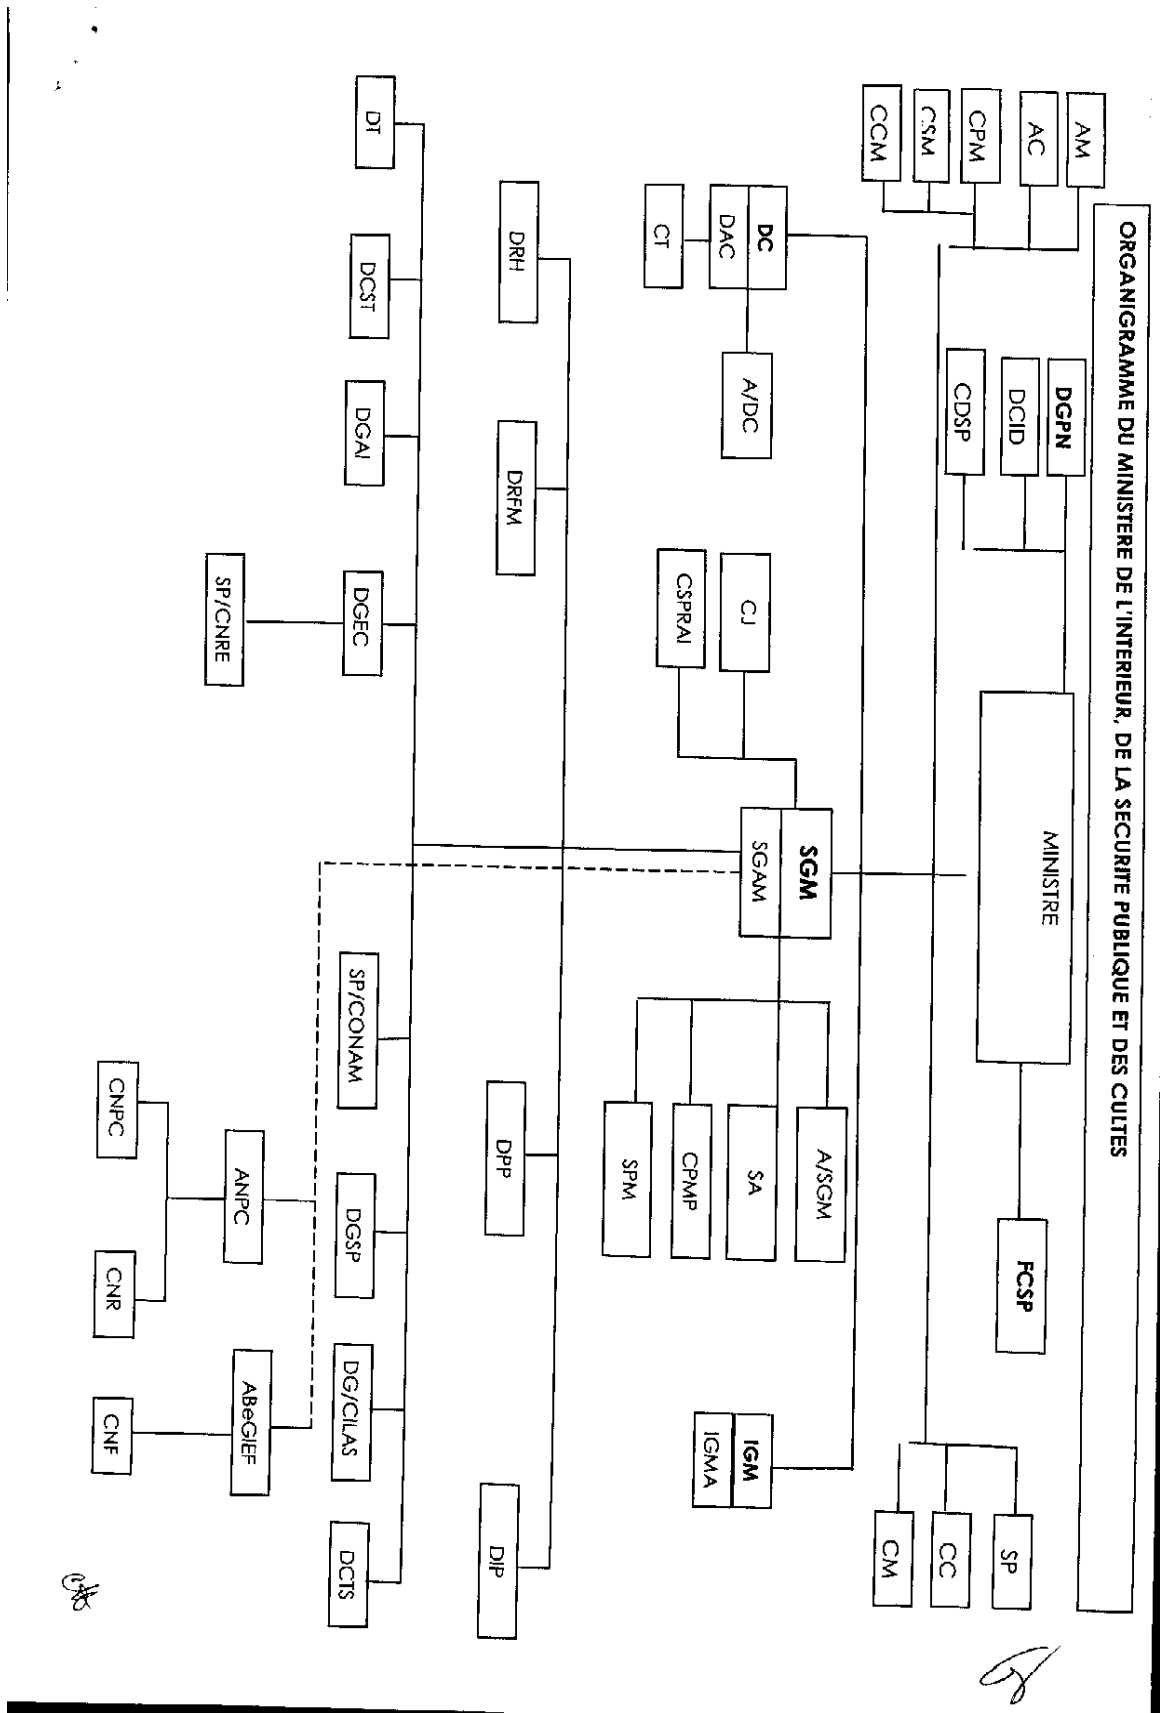 ORGANIGRAMME DU MINISTERE DE L'INTERIEUR, DE LA SECURITE PUBLIQUE ET DES CULTES
AM
AC
CPM
CSM
CCM
DGPN
DCID
CDSP
MINISTRE
FCSP
SP
CC
CM
DC
DAC
CT
A/DC
CJ
CSPRAI
SGM
SGAM
A/SGM
SA
CPMP
SPM
IGM
IGMA
DRH
DRFM
DPP
DIP
DT
DCST
DGAI
DGEC
SP/CONAM
DGSP
DG/CILAS
DCTS
SP/CNRE
ANPC
ABeGIEF
CNPC
CNR
CNF